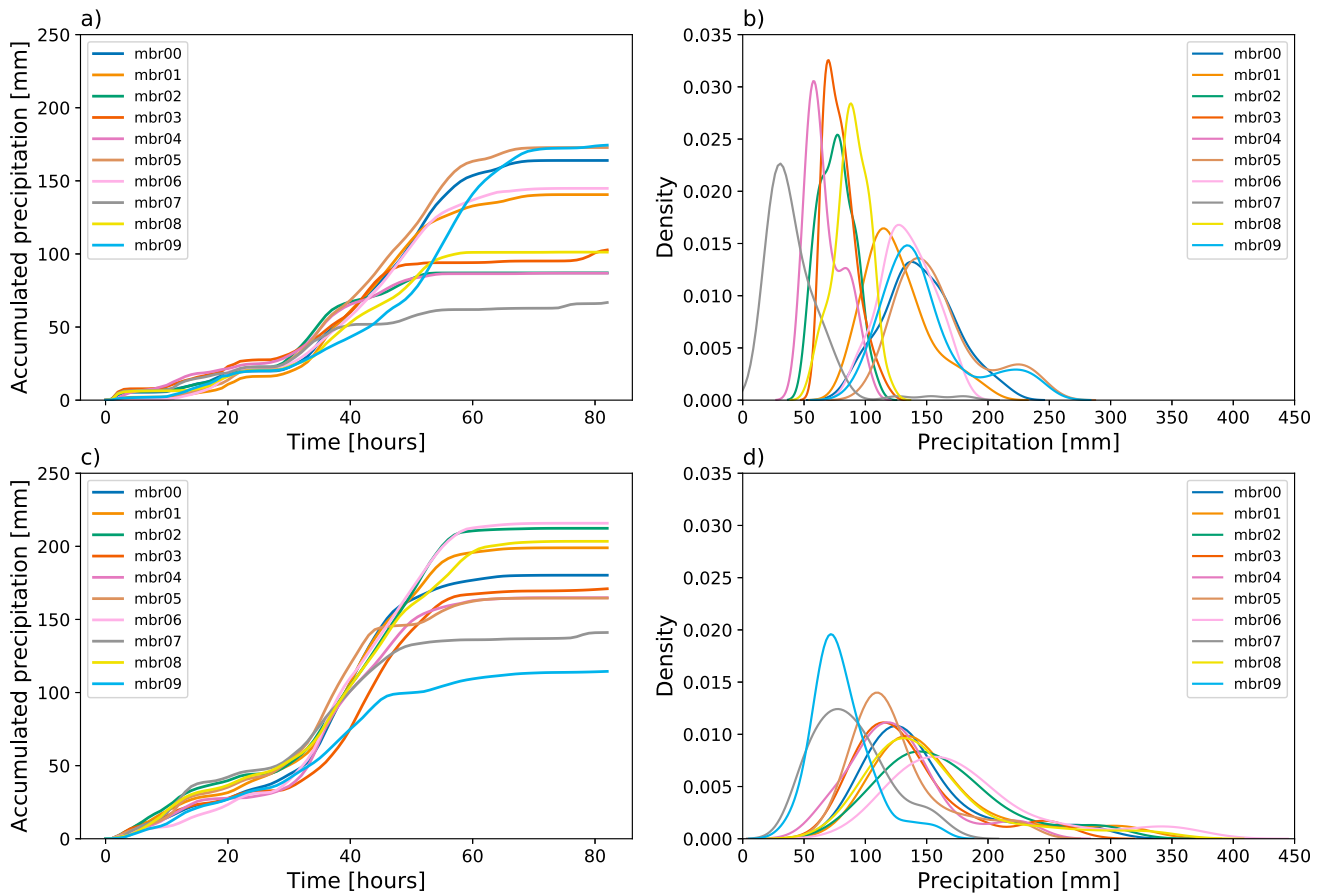 a)
Accumulated precipitation [mm]
250
200
150
100
50
0
mbr00
mbr01
mbr02
mbr03
mbr04
mbr05
mbr06
mbr07
mbr08
mbr09
0 20 40 60 80
Time [hours]
b)
Density
0.035
0.030
0.025
0.020
0.015
0.010
0.005
0.000
mbr00
mbr01
mbr02
mbr03
mbr04
mbr05
mbr06
mbr07
mbr08
mbr09
0 50 100 150 200 250 300 350 400 450
Precipitation [mm]
c)
Accumulated precipitation [mm]
250
200
150
100
50
0
mbr00
mbr01
mbr02
mbr03
mbr04
mbr05
mbr06
mbr07
mbr08
mbr09
0 20 40 60 80
Time [hours]
d)
Density
0.035
0.030
0.025
0.020
0.015
0.010
0.005
0.000
mbr00
mbr01
mbr02
mbr03
mbr04
mbr05
mbr06
mbr07
mbr08
mbr09
0 50 100 150 200 250 300 350 400 450
Precipitation [mm]